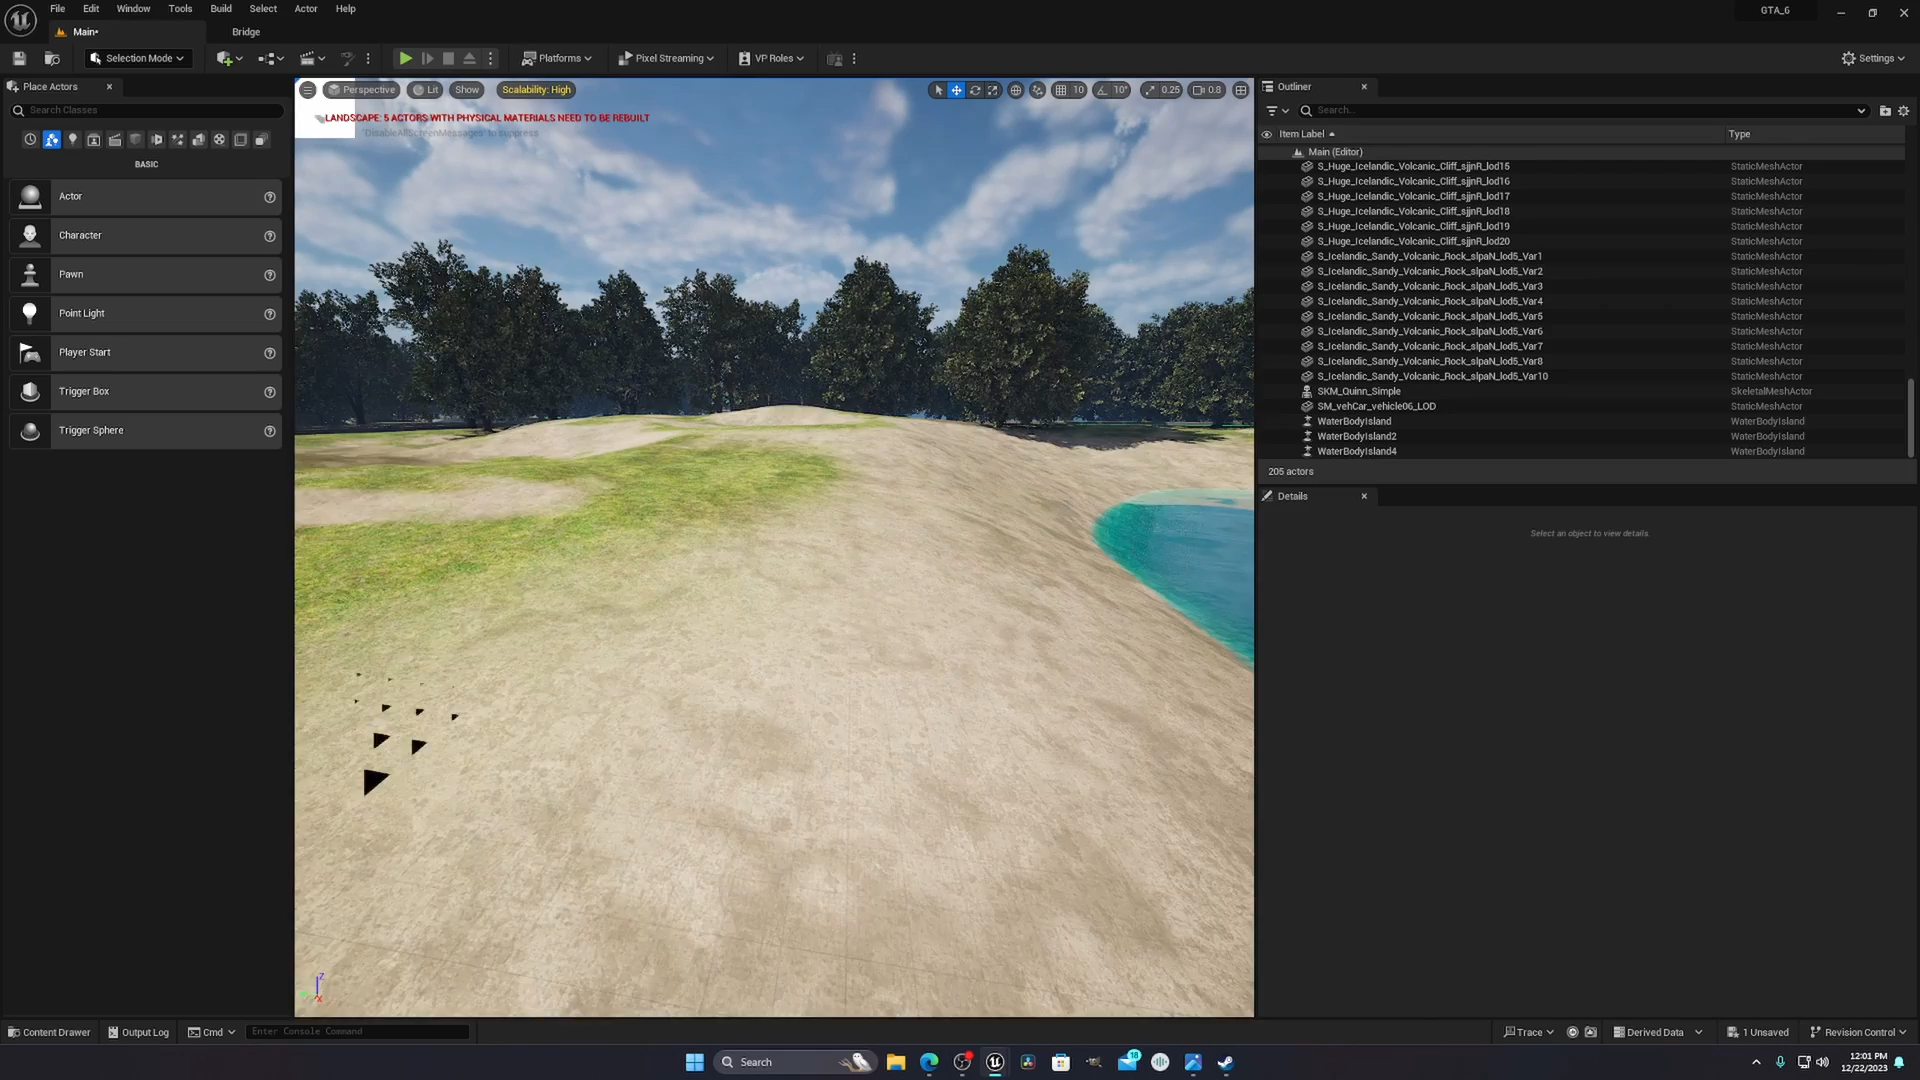 File Edit Window Tools Build Select Actor Help
GTA_6
Main•
Bridge
Selection Mode
Platforms
Pixel Streaming
VP Roles
Settings
Place Actors
Search Classes
BASIC
Actor
Character
Pawn
Point Light
Player Start
Trigger Box
Trigger Sphere
Perspective Lit Show Scalability: High
10 10° 0.25 0.8
LANDSCAPE: 5 ACTORS WITH PHYSICAL MATERIALS NEED TO BE REBUILT
'DisableAllScreenMessages' to suppress
Outliner
Search...
Item Label Type
Main (Editor)
S_Huge_Icelandic_Volcanic_Cliff_sjjnR_lod15 StaticMeshActor
S_Huge_Icelandic_Volcanic_Cliff_sjjnR_lod16 StaticMeshActor
S_Huge_Icelandic_Volcanic_Cliff_sjjnR_lod17 StaticMeshActor
S_Huge_Icelandic_Volcanic_Cliff_sjjnR_lod18 StaticMeshActor
S_Huge_Icelandic_Volcanic_Cliff_sjjnR_lod19 StaticMeshActor
S_Huge_Icelandic_Volcanic_Cliff_sjjnR_lod20 StaticMeshActor
S_Icelandic_Sandy_Volcanic_Rock_slpaN_lod5_Var1 StaticMeshActor
S_Icelandic_Sandy_Volcanic_Rock_slpaN_lod5_Var2 StaticMeshActor
S_Icelandic_Sandy_Volcanic_Rock_slpaN_lod5_Var3 StaticMeshActor
S_Icelandic_Sandy_Volcanic_Rock_slpaN_lod5_Var4 StaticMeshActor
S_Icelandic_Sandy_Volcanic_Rock_slpaN_lod5_Var5 StaticMeshActor
S_Icelandic_Sandy_Volcanic_Rock_slpaN_lod5_Var6 StaticMeshActor
S_Icelandic_Sandy_Volcanic_Rock_slpaN_lod5_Var7 StaticMeshActor
S_Icelandic_Sandy_Volcanic_Rock_slpaN_lod5_Var8 StaticMeshActor
S_Icelandic_Sandy_Volcanic_Rock_slpaN_lod5_Var10 StaticMeshActor
SKM_Quinn_Simple SkeletalMeshActor
SM_vehCar_vehicle06_LOD StaticMeshActor
WaterBodyIsland WaterBodyIsland
WaterBodyIsland2 WaterBodyIsland
WaterBodyIsland4 WaterBodyIsland
205 actors
Details
Select an object to view details.
Z
X
Content Drawer Output Log Cmd Enter Console Command
Trace Derived Data 1 Unsaved Revision Control
Search
18
12:01 PM
12/22/2023